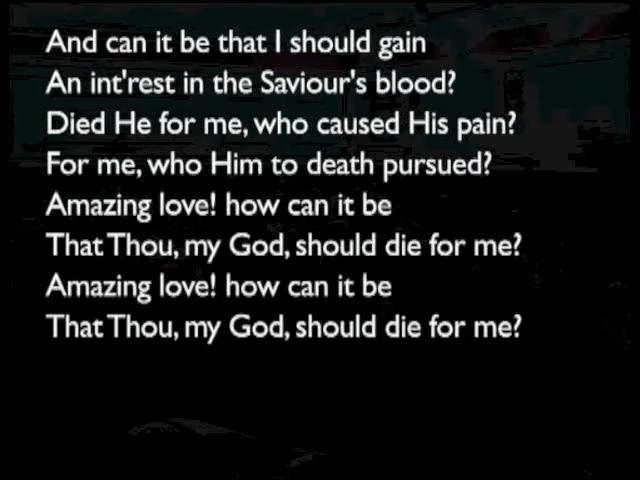 And can it be that I should gain
An int'rest in the Saviour's blood?
Died He for me, who caused His pain?
For me, who Him to death pursued?
Amazing love! how can it be
That Thou, my God, should die for me?
Amazing love! how can it be
That Thou, my God, should die for me?